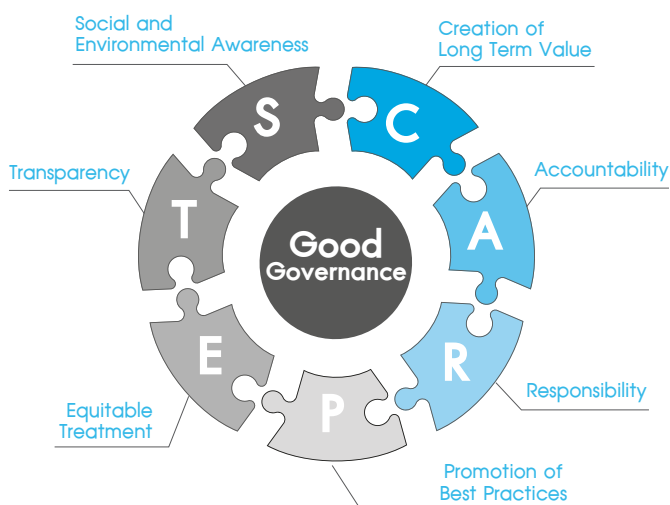 Social and
Environmental Awareness
Creation of
Long Term Value
S
C
Transparency
Accountability
T
A
Good
Governance
E
R
P
Equitable
Treatment
Responsibility
Promotion of
Best Practices